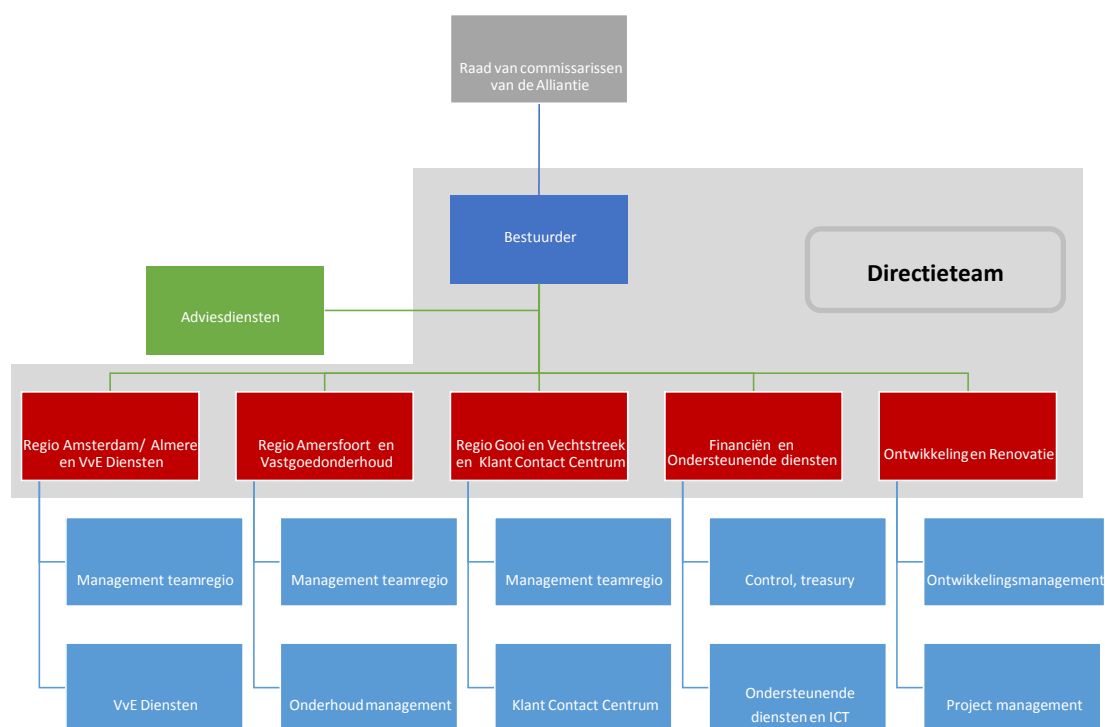 Raad van commissarissen
van de Alliantie
Bestuurder
Directieteam
Adviesdiensten
Regio Amsterdam/ Almere
en VvE Diensten
Regio Amersfoort en
Vastgoedonderhoud
Regio Gooi en Vechtstreek
en Klant Contact Centrum
Financiën en
Ondersteunende diensten
Ontwikkeling en Renovatie
Management teamregio
Management teamregio
Management teamregio
Control, treasury
Ontwikkelingsmanagement
VvE Diensten
Onderhoud management
Klant Contact Centrum
Ondersteunende
diensten en ICT
Project management